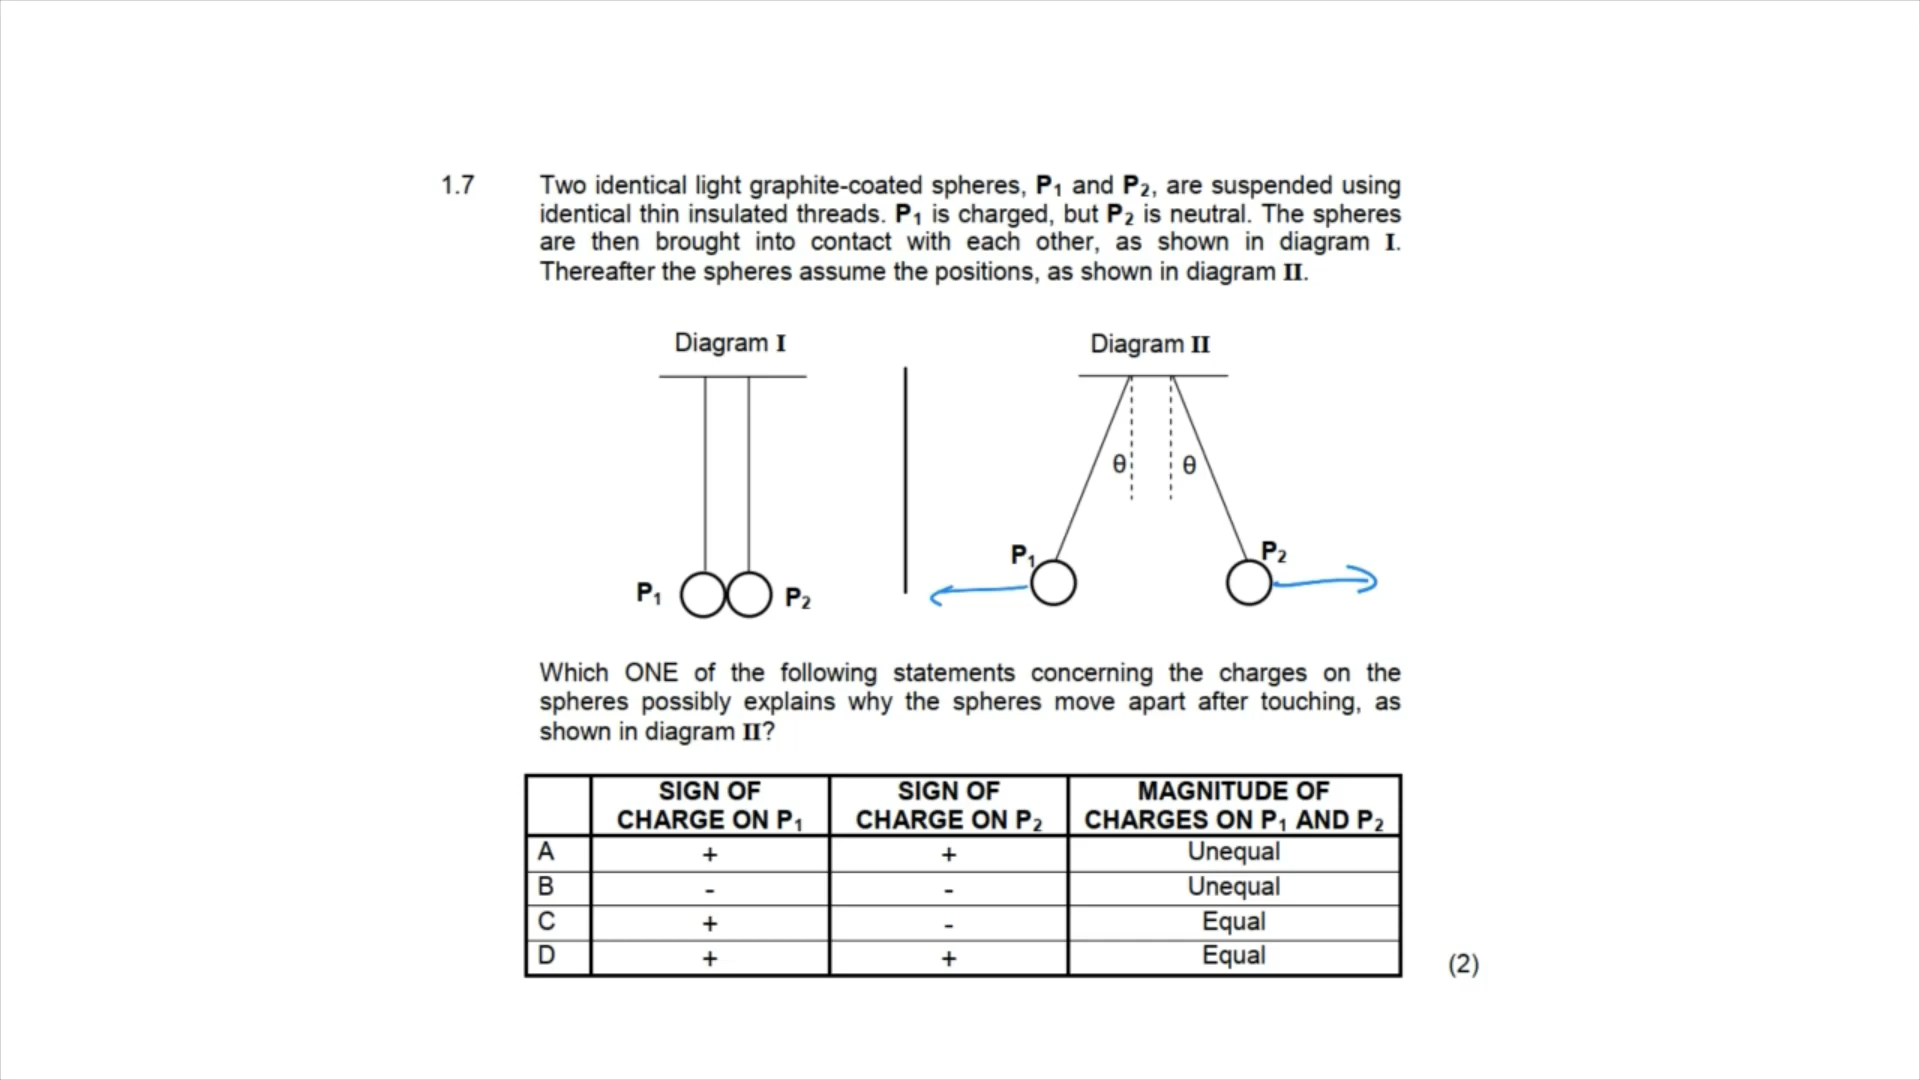 1.7 Two identical light graphite-coated spheres, P₁ and P₂, are suspended using
identical thin insulated threads. P₁ is charged, but P₂ is neutral. The spheres
are then brought into contact with each other, as shown in diagram I.
Thereafter the spheres assume the positions, as shown in diagram II.
Diagram I
Diagram II
θ θ
P₁ P₂
P₁ P₂
Which ONE of the following statements concerning the charges on the
spheres possibly explains why the spheres move apart after touching, as
shown in diagram II?
SIGN OF CHARGE ON P₁ SIGN OF CHARGE ON P₂ MAGNITUDE OF CHARGES ON P₁ AND P₂
A + + Unequal
B - - Unequal
C + - Equal
D + + Equal
(2)